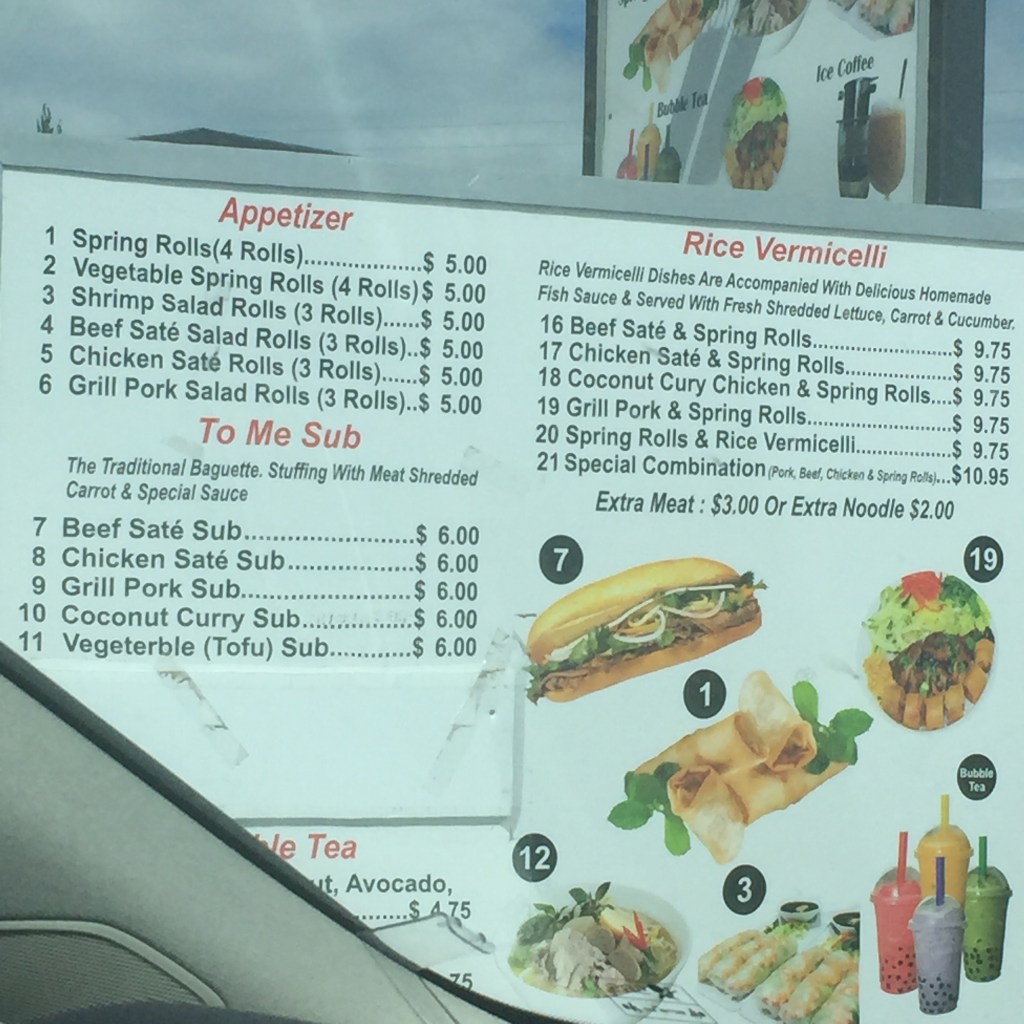 Ice Coffee
Bubble Tea
Appetizer
1 Spring Rolls(4 Rolls)....................$ 5.00
2 Vegetable Spring Rolls (4 Rolls)$ 5.00
3 Shrimp Salad Rolls (3 Rolls)......$ 5.00
4 Beef Saté Salad Rolls (3 Rolls)..$ 5.00
5 Chicken Saté Rolls (3 Rolls)......$ 5.00
6 Grill Pork Salad Rolls (3 Rolls)..$ 5.00
To Me Sub
The Traditional Baguette. Stuffing With Meat Shredded
Carrot & Special Sauce
7 Beef Saté Sub............................$ 6.00
8 Chicken Saté Sub.....................$ 6.00
9 Grill Pork Sub............................$ 6.00
10 Coconut Curry Sub..................$ 6.00
11 Vegeterble (Tofu) Sub............$ 6.00
Rice Vermicelli
Rice Vermicelli Dishes Are Accompanied With Delicious Homemade
Fish Sauce & Served With Fresh Shredded Lettuce, Carrot & Cucumber.
16 Beef Saté & Spring Rolls.........................$ 9.75
17 Chicken Saté & Spring Rolls...................$ 9.75
18 Coconut Cury Chicken & Spring Rolls....$ 9.75
19 Grill Pork & Spring Rolls..........................$ 9.75
20 Spring Rolls & Rice Vermicelli.................$ 9.75
21 Special Combination (Pork, Beef, Chicken & Spring Rolls)...$10.95
Extra Meat : $3.00 Or Extra Noodle $2.00
7
19
1
Bubble
Tea
12
3
Tea
Avocado,
........$ 4.75
.75